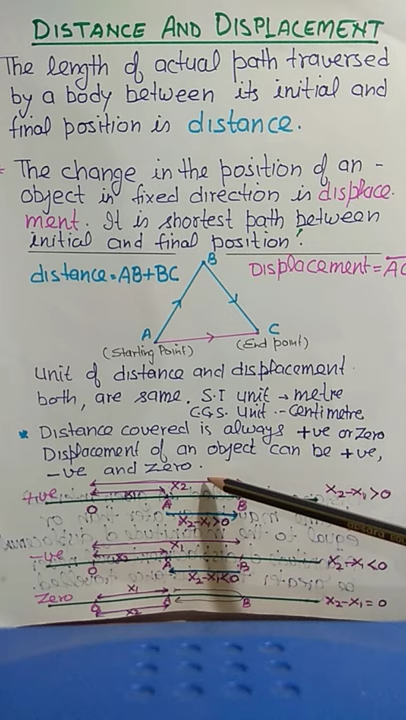 DISTANCE AND DISPLACEMENT
The length of actual path traversed
by a body between its initial and
final position is distance.
The change in the position of an -
object in fixed direction is displace-
ment. It is shortest path between
initial and final position.
B
distance=AB+BC
DISPLACEMENT = AC
A
C
(Starting Point)
(End point)
Unit of distance and displacement
both, are same. S.I unit → metre
C.G.S. Unit - centimetre
* Distance covered is always +ve or zero
Displacement of an object can be +ve,
-ve and zero.
x2
+ive
x1
x2-x1>0
O
A
B
x2-x1>0
-ve
x1
x2
x2-x1<0
O
A
B
x2-x1<0
zero
x1
O
A
B
x2-x1=0
x2